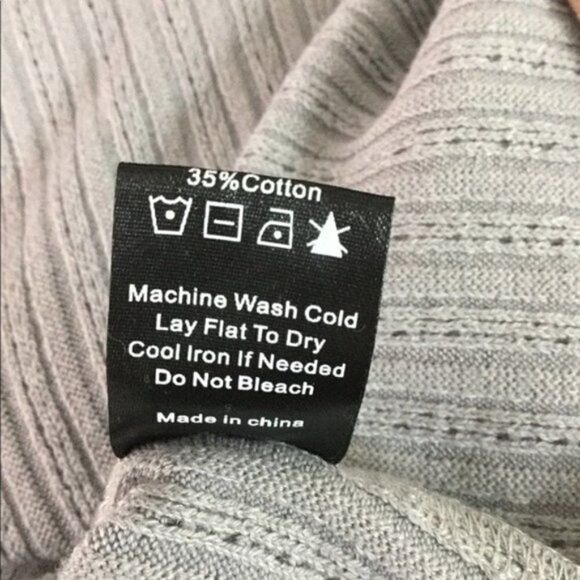 35%Cotton
Machine Wash Cold
Lay Flat To Dry
Cool Iron If Needed
Do Not Bleach
Made in china